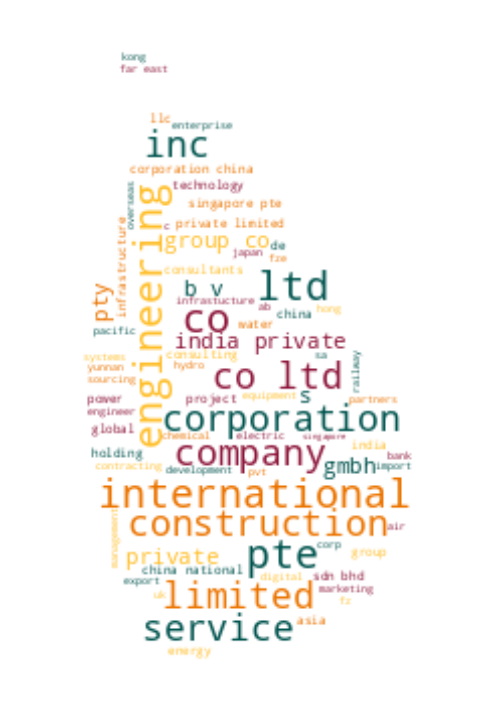 kong
far east
llc
enterprise
inc
corporation china
technology
overseas
engineering
singapore pte
infrastructure
c
private limited
group co
de
japan
fze
consultants
b v
ltd
pty
infrastucture
ab
co
china
hong
water
pacific
india private
systems
consulting
sa
railway
yunnan
hydro
sourcing
co ltd
power
project
equipment
s
partners
engineer
corporation
global
chemical
electric
singapore
company
india
holding
bank
contracting
development
pvt
gmbh
import
international
construction
air
management
private
pte
corp
group
china national
export
digital
sdn bhd
uk
limited
marketing
fz
service
asia
energy